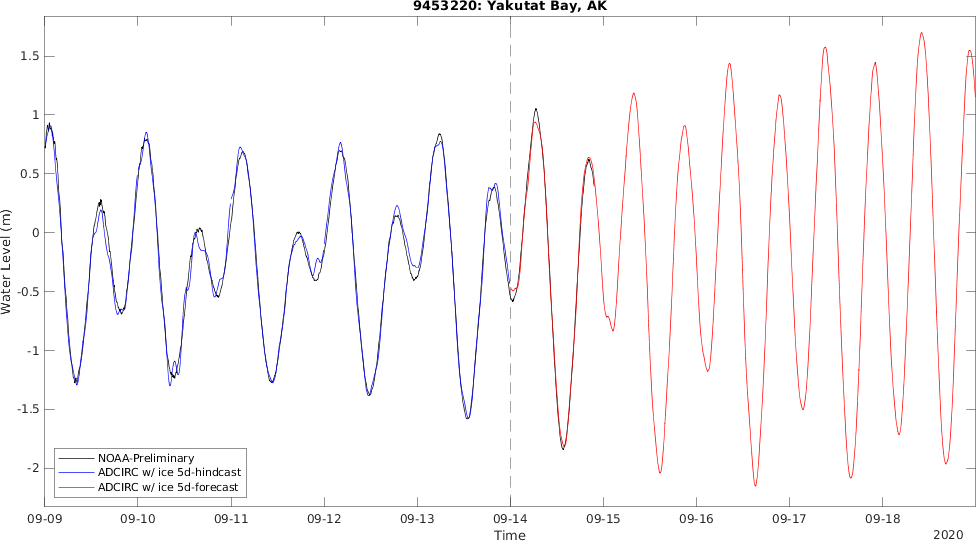 9453220: Yakutat Bay, AK
Water Level (m)
1.5
1
0.5
0
-0.5
-1
-1.5
-2
NOAA-Preliminary
ADCIRC w/ ice 5d-hindcast
ADCIRC w/ ice 5d-forecast
09-09 09-10 09-11 09-12 09-13 09-14 09-15 09-16 09-17 09-18
Time
2020